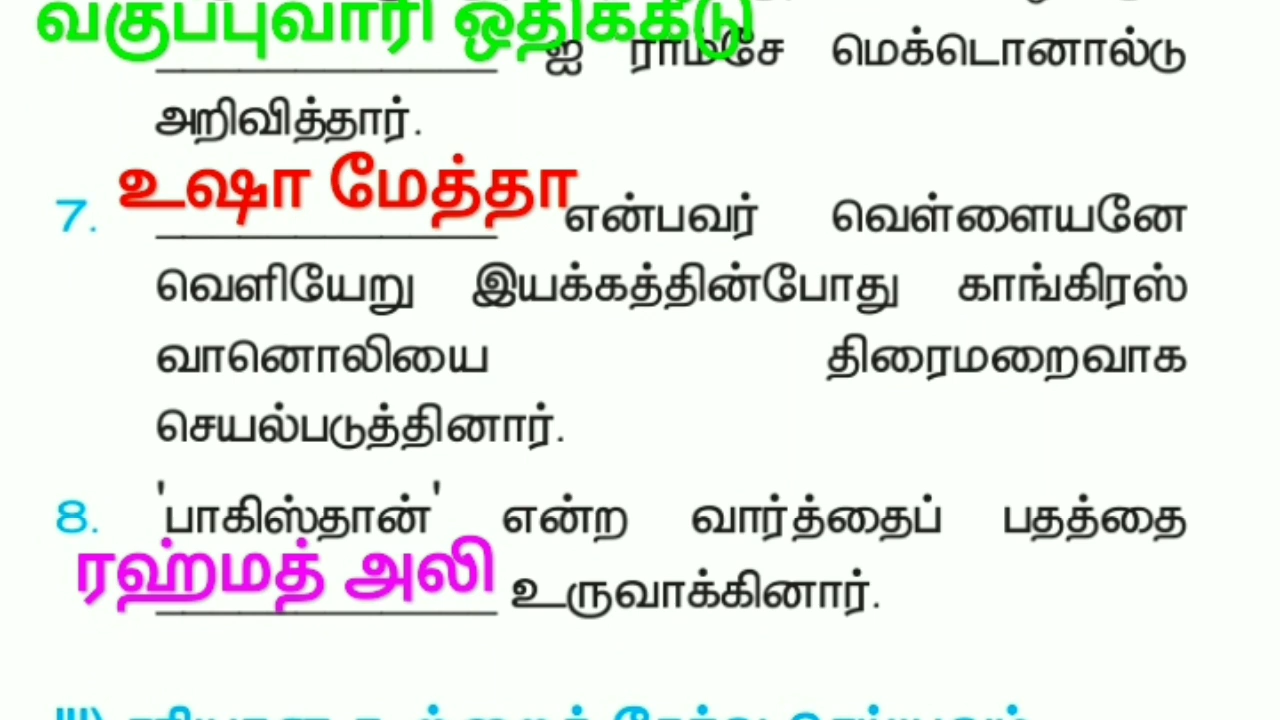 வகுப்புவாரி ஒதிக்கீடு
ஐ ராம்சே மெக்டொனால்டு
அறிவித்தார்.
உஷா மேத்தா
7. என்பவர் வெள்ளையனே
வெளியேறு இயக்கத்தின்போது காங்கிரஸ்
வானொலியை திரைமறைவாக
செயல்படுத்தினார்.
8. 'பாகிஸ்தான்' என்ற வார்த்தைப் பதத்தை
ரஹ்மத் அலி உருவாக்கினார்.